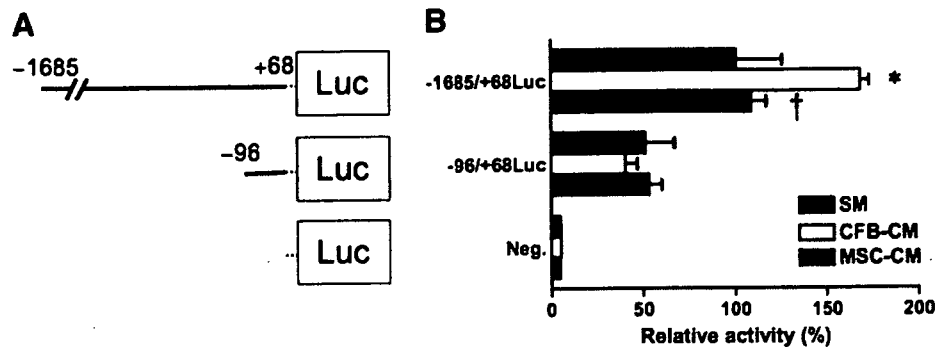 A
−1685
+68
Luc
−96
Luc
Luc
B
-1685/+68Luc
*
†
-96/+68Luc
Neg.
SM
CFB-CM
MSC-CM
0 50 100 150 200
Relative activity (%)